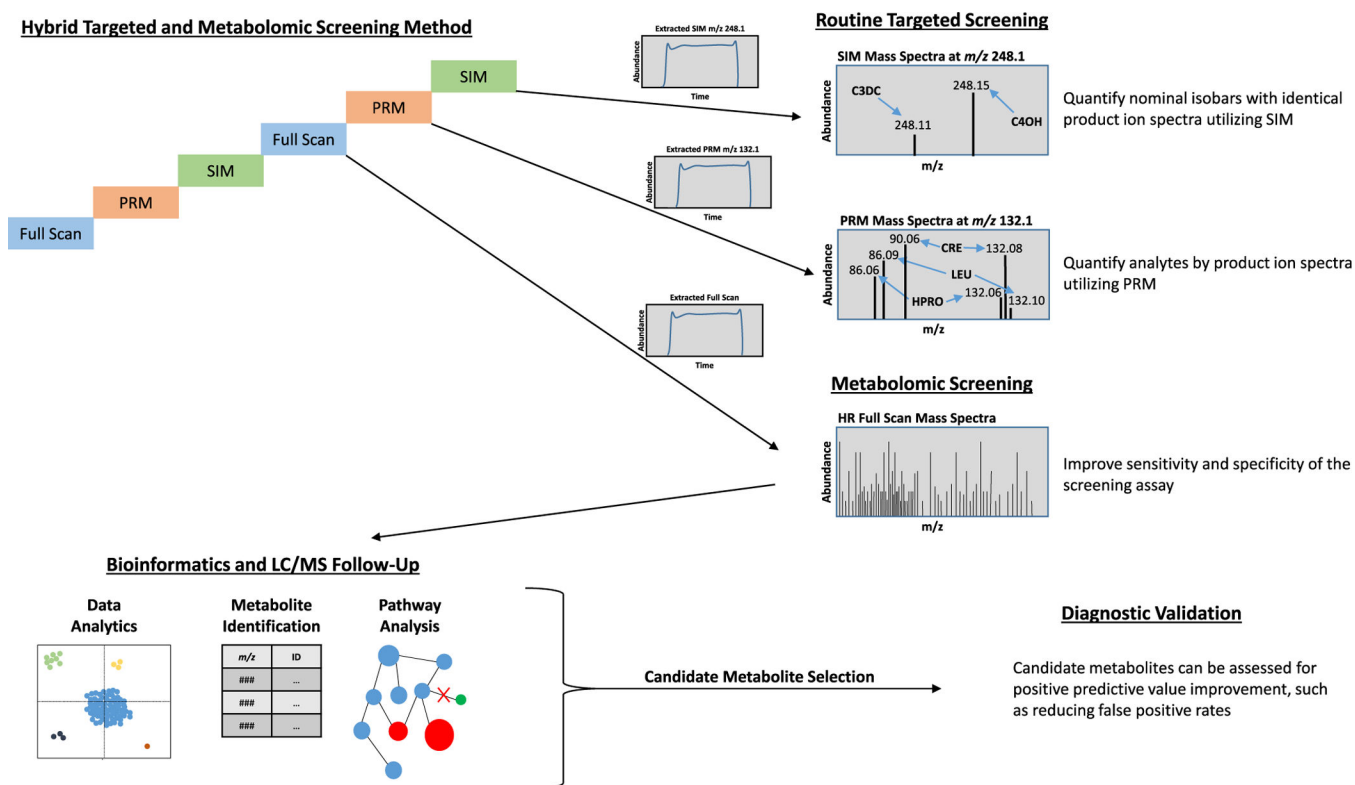 Hybrid Targeted and Metabolomic Screening Method
Full Scan
PRM
SIM
Full Scan
PRM
SIM
Extracted SIM m/z 248.1
Abundance
Time
Extracted PRM m/z 132.1
Abundance
Time
Extracted Full Scan
Abundance
Time
Routine Targeted Screening
SIM Mass Spectra at m/z 248.1
Abundance
C3DC
248.11
248.15
C4OH
m/z
Quantify nominal isobars with identical
product ion spectra utilizing SIM
PRM Mass Spectra at m/z 132.1
Abundance
90.06
CRE
132.08
86.09
86.06
LEU
HPRO
132.06
132.10
m/z
Quantify analytes by product ion spectra
utilizing PRM
Metabolomic Screening
HR Full Scan Mass Spectra
Abundance
m/z
Improve sensitivity and specificity of the
screening assay
Bioinformatics and LC/MS Follow-Up
Data
Analytics
Metabolite
Identification
m/z ID
### ...
### ...
### ...
Pathway
Analysis
Candidate Metabolite Selection
Diagnostic Validation
Candidate metabolites can be assessed for
positive predictive value improvement, such
as reducing false positive rates